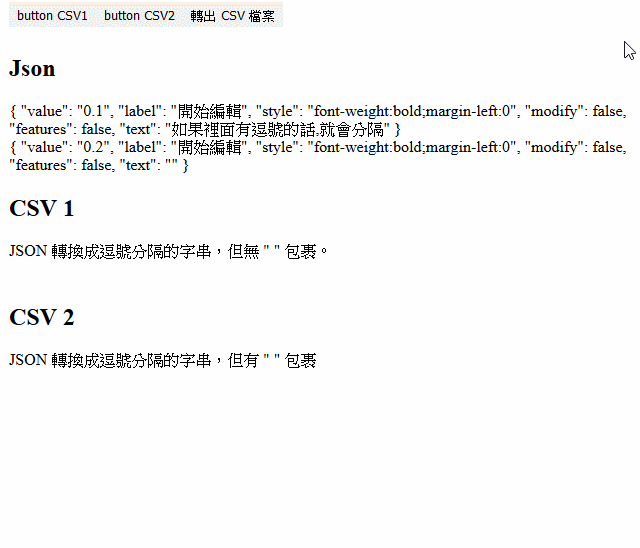 button CSV1 button CSV2 轉出 CSV 檔案
Json
{ "value": "0.1", "label": "開始編輯", "style": "font-weight:bold;margin-left:0", "modify": false,
"features": false, "text": "如果裡面有逗號的話,就會分隔" }
{ "value": "0.2", "label": "開始編輯", "style": "font-weight:bold;margin-left:0", "modify": false,
"features": false, "text": "" }
CSV 1
JSON 轉換成逗號分隔的字串，但無 " " 包裹。
CSV 2
JSON 轉換成逗號分隔的字串，但有 " " 包裹